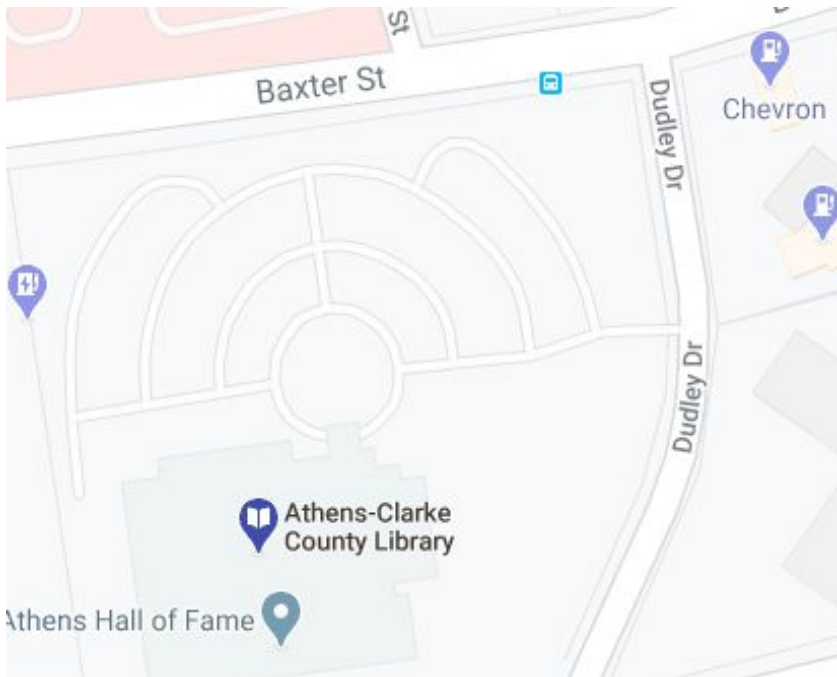 St
Baxter St
Dudley Dr
Chevron
Dudley Dr
Athens-Clarke
County Library
Athens Hall of Fame